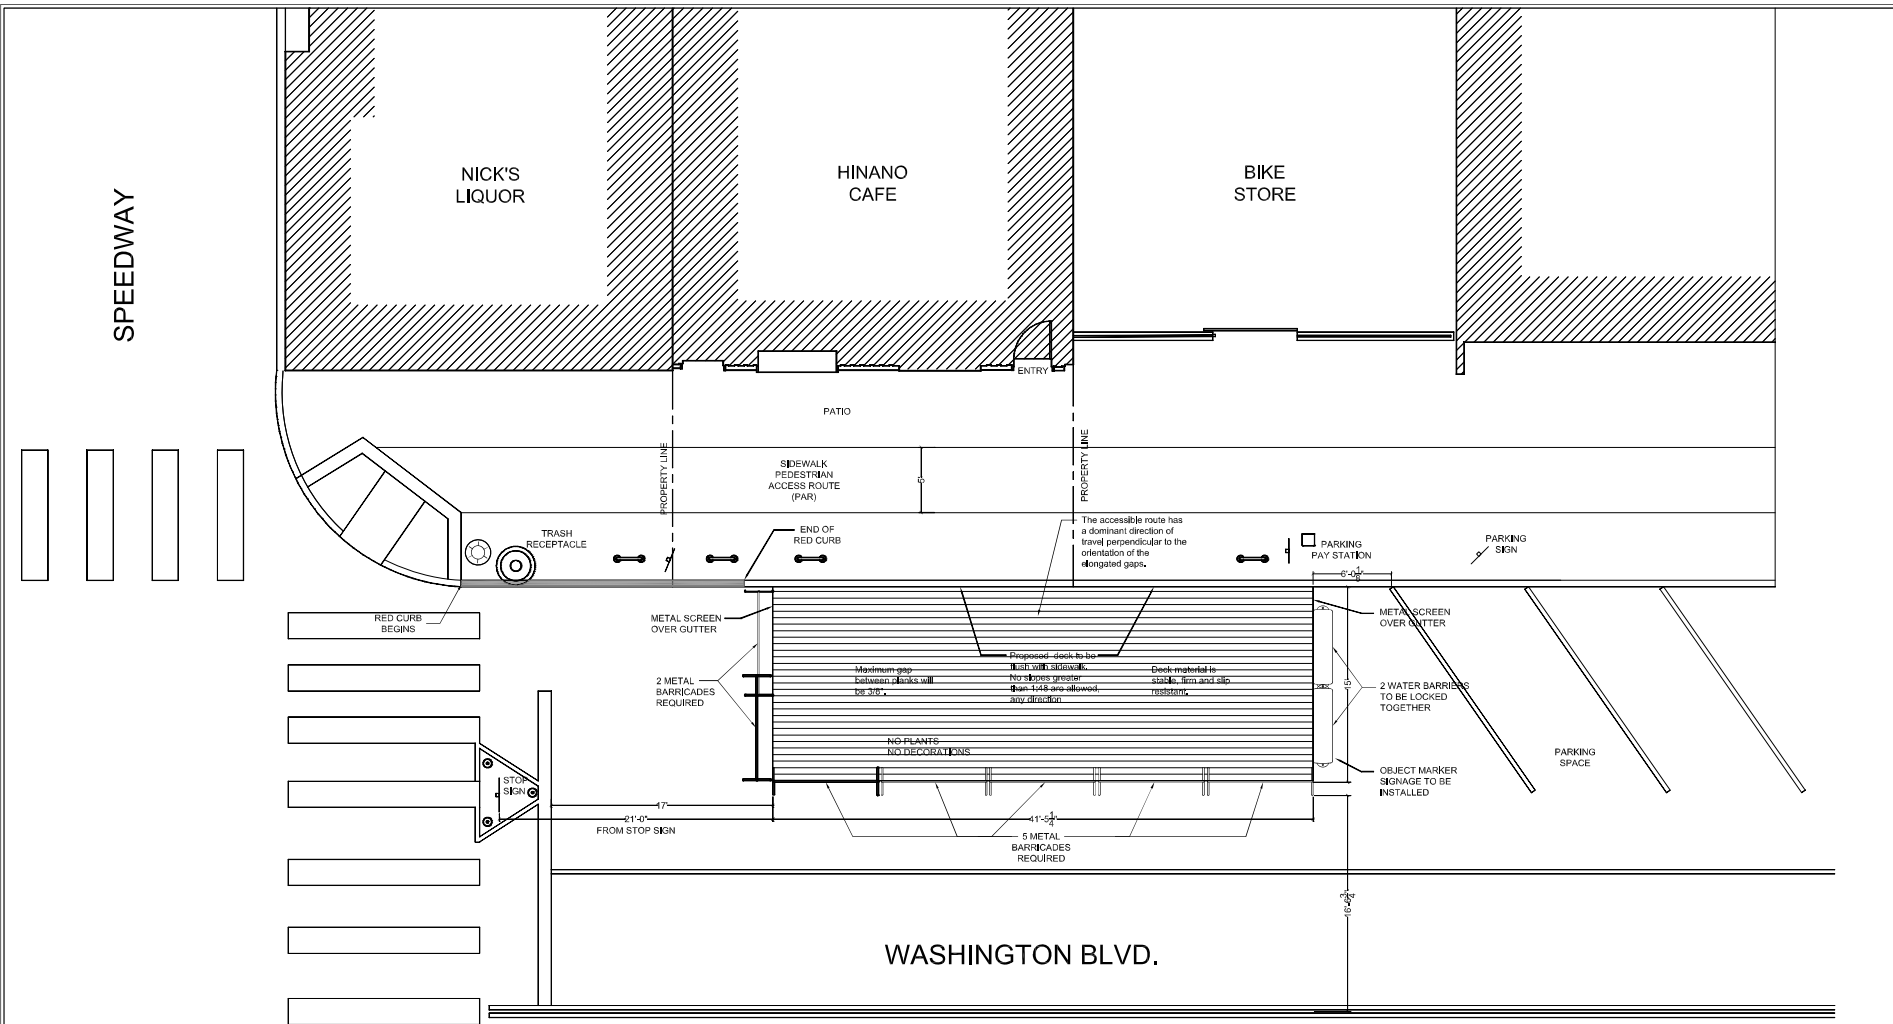 SPEEDWAY
NICK'S
LIQUOR
HINANO
CAFE
BIKE
STORE
ENTRY
PATIO
PROPERTY LINE
PROPERTY LINE
SIDEWALK
PEDESTRIAN
ACCESS ROUTE
(PAR)
5'
TRASH
RECEPTACLE
END OF
RED CURB
The accessible route has
a dominant direction of
travel perpendicular to the
orientation of the
elongated gaps.
PARKING
PAY STATION
PARKING
SIGN
RED CURB
BEGINS
METAL SCREEN
OVER GUTTER
METAL SCREEN
OVER GUTTER
2 METAL
BARRICADES
REQUIRED
Maximum gap
between planks will
be 3/8".
Proposed deck to be
flush with sidewalk.
No slopes greater
than 1:48 are allowed,
any direction
Deck material is
stable, firm and slip
resistant.
15'
2 WATER BARRIERS
TO BE LOCKED
TOGETHER
NO PLANTS
NO DECORATIONS
PARKING
SPACE
STOP
SIGN
OBJECT MARKER
SIGNAGE TO BE
INSTALLED
17'
21'-0"
FROM STOP SIGN
41'-5 1/4"
5 METAL
BARRICADES
REQUIRED
WASHINGTON BLVD.